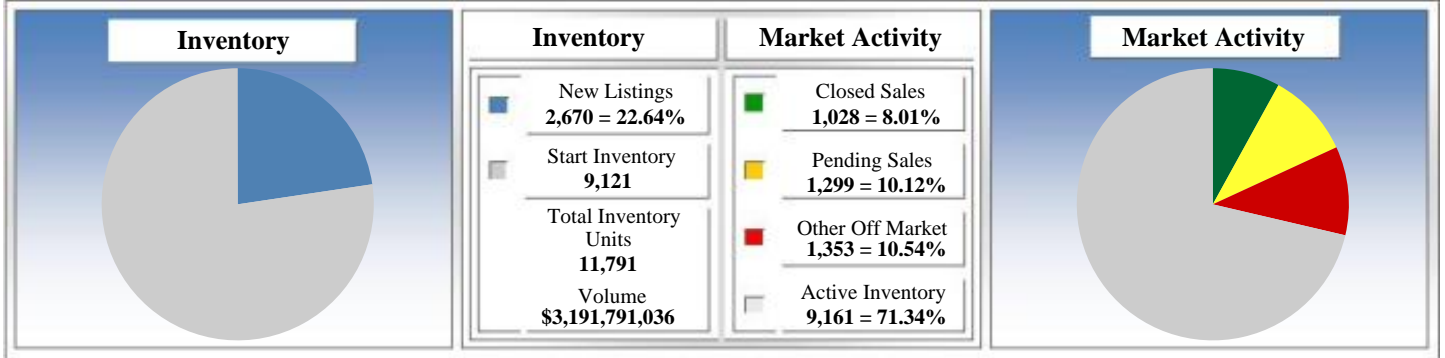 Inventory
Inventory
Market Activity
Market Activity
New Listings
2,670 = 22.64%
Start Inventory
9,121
Total Inventory
Units
11,791
Volume
$3,191,791,036
Closed Sales
1,028 = 8.01%
Pending Sales
1,299 = 10.12%
Other Off Market
1,353 = 10.54%
Active Inventory
9,161 = 71.34%